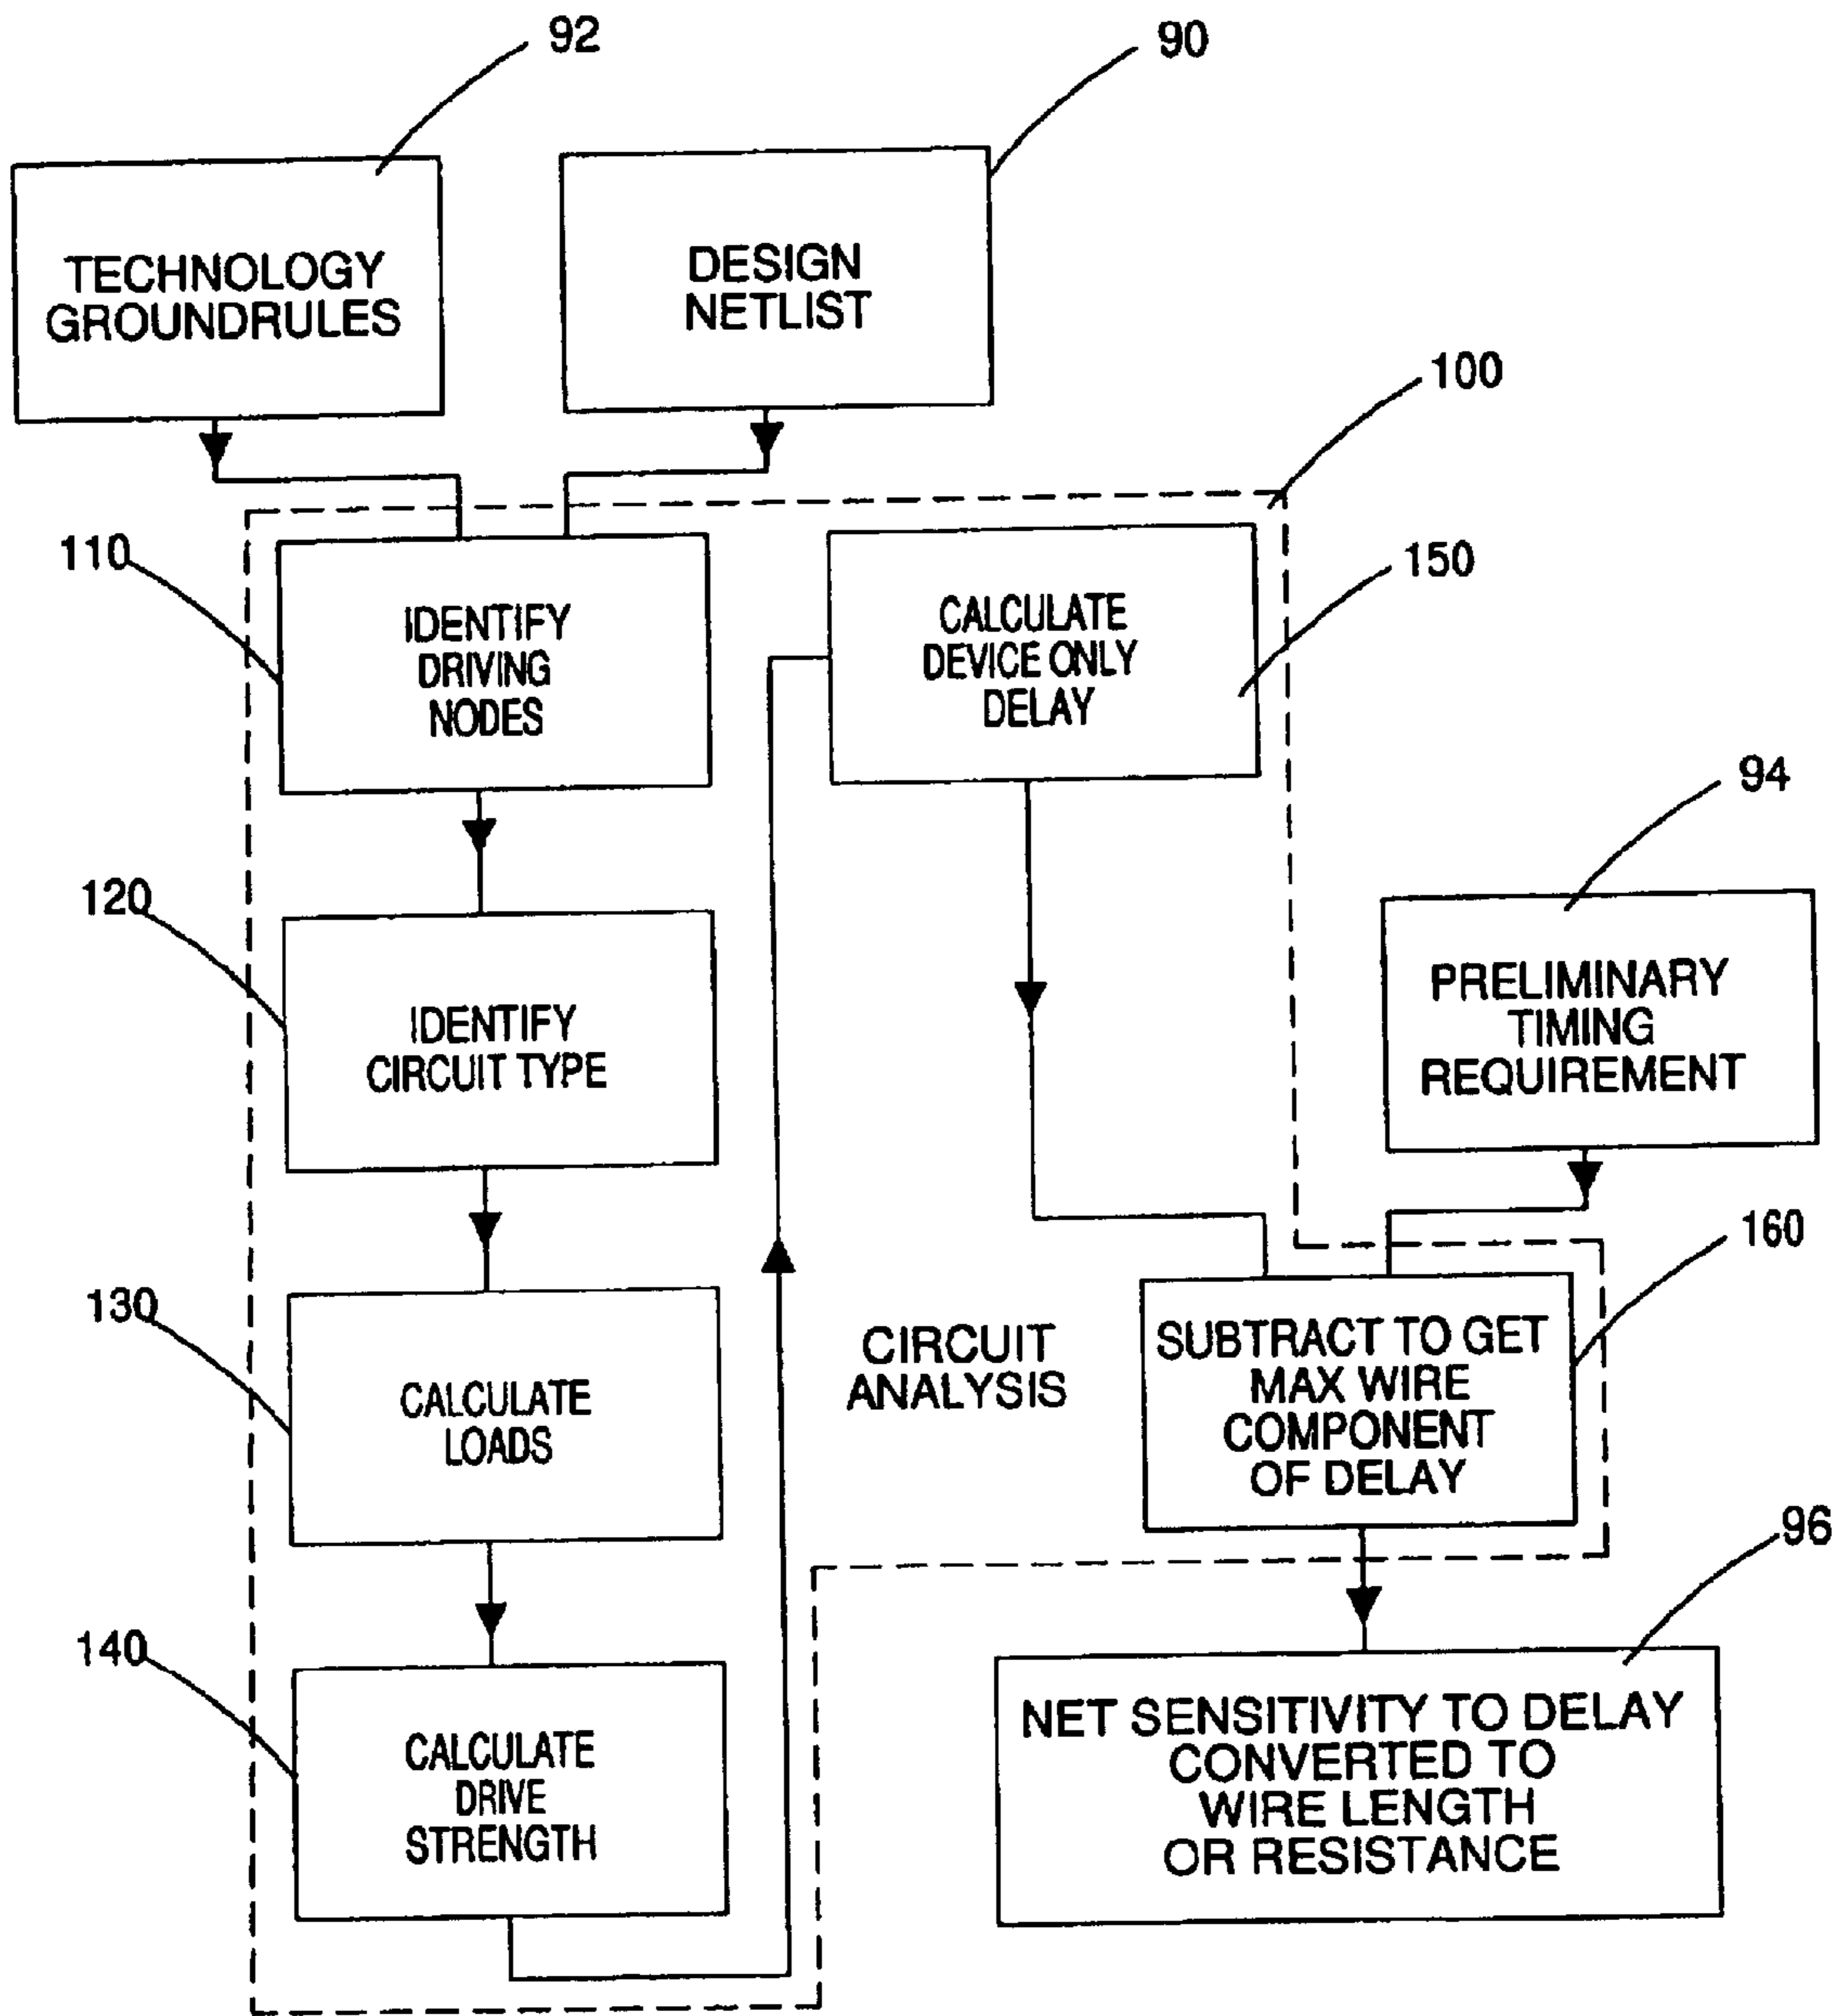 92
90
TECHNOLOGY
GROUNDRULES
DESIGN
NETLIST
100
110
IDENTIFY
DRIVING
NODES
150
CALCULATE
DEVICE ONLY
DELAY
94
120
IDENTIFY
CIRCUIT TYPE
PRELIMINARY
TIMING
REQUIREMENT
160
130
CALCULATE
LOADS
CIRCUIT
ANALYSIS
SUBTRACT TO GET
MAX WIRE
COMPONENT
OF DELAY
96
140
CALCULATE
DRIVE
STRENGTH
NET SENSITIVITY TO DELAY
CONVERTED TO
WIRE LENGTH
OR RESISTANCE